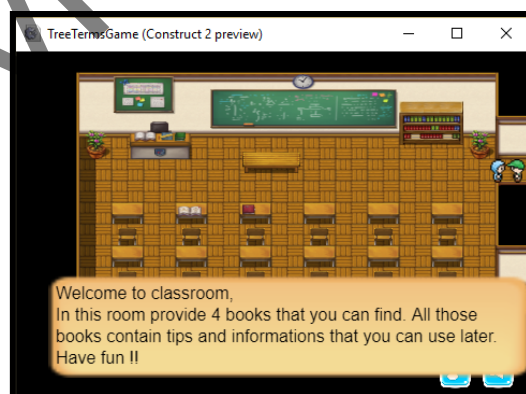 TreeTermsGame (Construct 2 preview)
Welcome to classroom,
In this room provide 4 books that you can find. All those
books contain tips and informations that you can use later.
Have fun !!